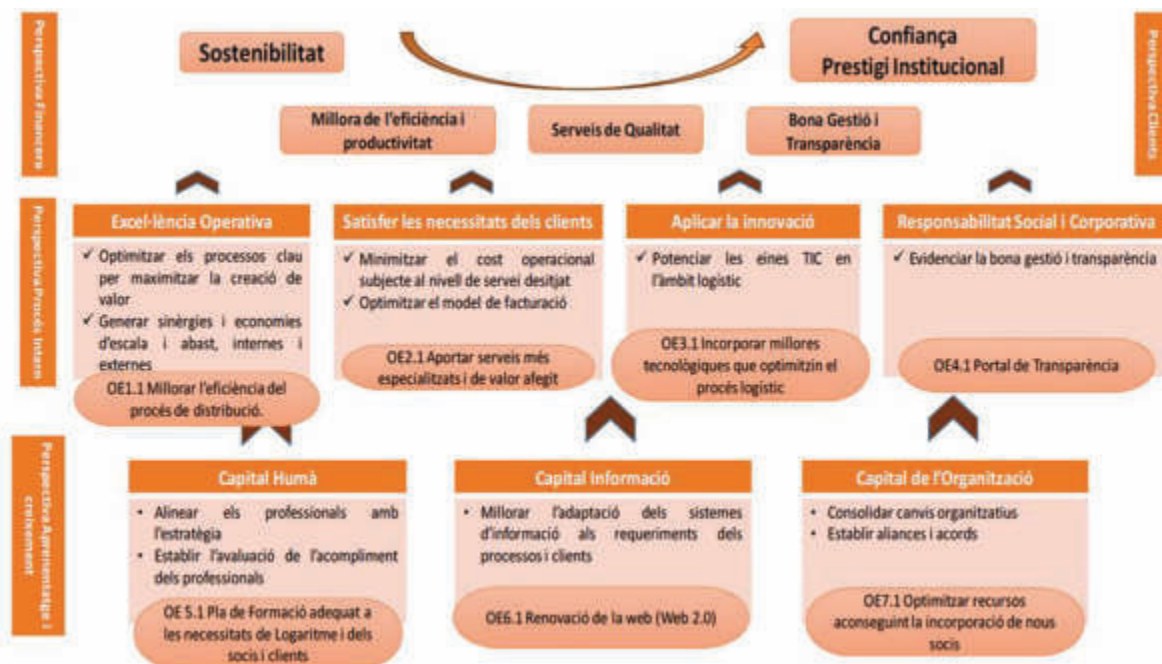 Perspectiva Financera
Sostenibilitat
Confiança
Prestigi Institucional
Perspectiva Clients
Millora de l'eficiència i
productivitat
Serveis de Qualitat
Bona Gestió i
Transparència
Perspectiva Procés Intern
Excel·lència Operativa
✓ Optimitzar els processos clau
per maximitzar la creació de
valor
✓ Generar sinèrgies i economies
d'escala i abast, internes i
externes
OE1.1 Millorar l'eficiència del
procés de distribució.
Satisfer les necessitats dels clients
✓ Minimitzar el cost operacional
subjecte al nivell de servei desitjat
✓ Optimitzar el model de facturació
OE2.1 Aportar serveis més
especialitzats i de valor afegit
Aplicar la innovació
✓ Potenciar les eines TIC en
l'àmbit logístic
OE3.1 Incorporar millores
tecnològiques que optimitzin el
procés logístic
Responsabilitat Social i Corporativa
✓ Evidenciar la bona gestió i transparència
OE4.1 Portal de Transparència
Perspectiva Aprenentatge i
creixement
Capital Humà
• Alinear els professionals amb
l'estratègia
• Establir l'avaluació de l'acompliment
dels professionals
OE 5.1 Pla de Formació adequat a
les necessitats de Logaritme i dels
socis i clients
Capital Informació
• Millorar l'adaptació dels sistemes
d'informació als requeriments dels
processos i clients
OE6.1 Renovació de la web (Web 2.0)
Capital de l'Organització
• Consolidar canvis organitzatius
• Establir aliances i acords
OE7.1 Optimitzar recursos
aconseguint la incorporació de nous
socis